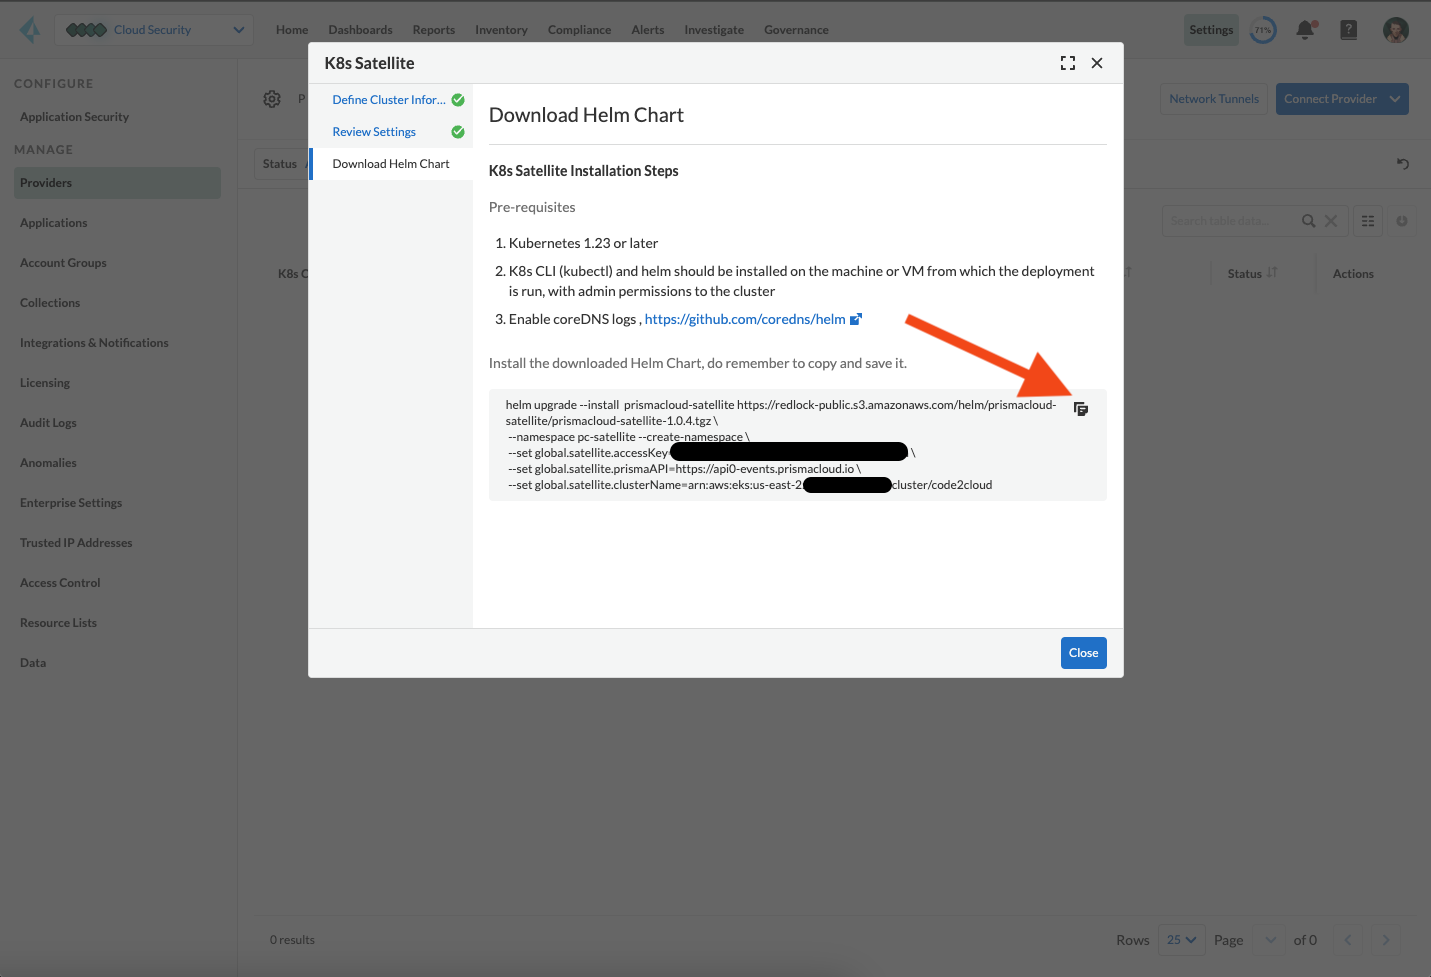 Cloud Security
Home Dashboards Reports Inventory Compliance Alerts Investigate Governance
Settings 71%
K8s Satellite
CONFIGURE
Application Security
MANAGE
Providers
Applications
Account Groups
Collections
Integrations & Notifications
Licensing
Audit Logs
Anomalies
Enterprise Settings
Trusted IP Addresses
Access Control
Resource Lists
Data
P
Network Tunnels
Connect Provider
Status
Search table data...
K8s C
Status
Actions
Define Cluster Infor...
Review Settings
Download Helm Chart
Download Helm Chart
K8s Satellite Installation Steps
Pre-requisites
1. Kubernetes 1.23 or later
2. K8s CLI (kubectl) and helm should be installed on the machine or VM from which the deployment
is run, with admin permissions to the cluster
3. Enable coreDNS logs , https://github.com/coredns/helm
Install the downloaded Helm Chart, do remember to copy and save it.
helm upgrade --install prismacloud-satellite https://redlock-public.s3.amazonaws.com/helm/prismacloud-
satellite/prismacloud-satellite-1.0.4.tgz \
--namespace pc-satellite --create-namespace \
--set global.satellite.accessKey= \
--set global.satellite.prismaAPI=https://api0-events.prismacloud.io \
--set global.satellite.clusterName=arn:aws:eks:us-east-2 cluster/code2cloud
Close
0 results
Rows 25 Page of 0